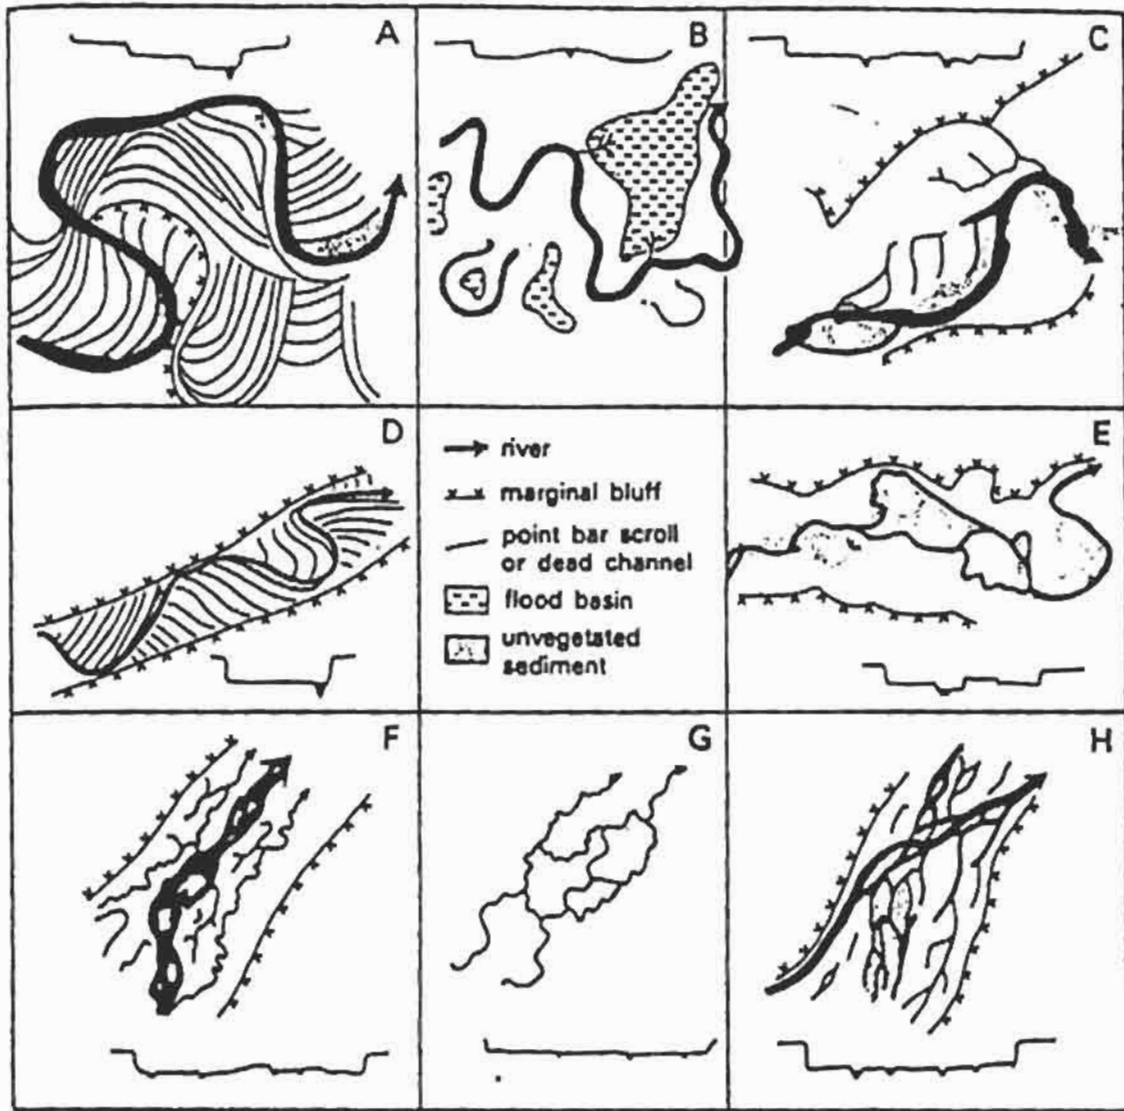 A
B
C
D
river
marginal bluff
point bar scroll
or dead channel
flood basin
unvegetated
sediment
E
F
G
H